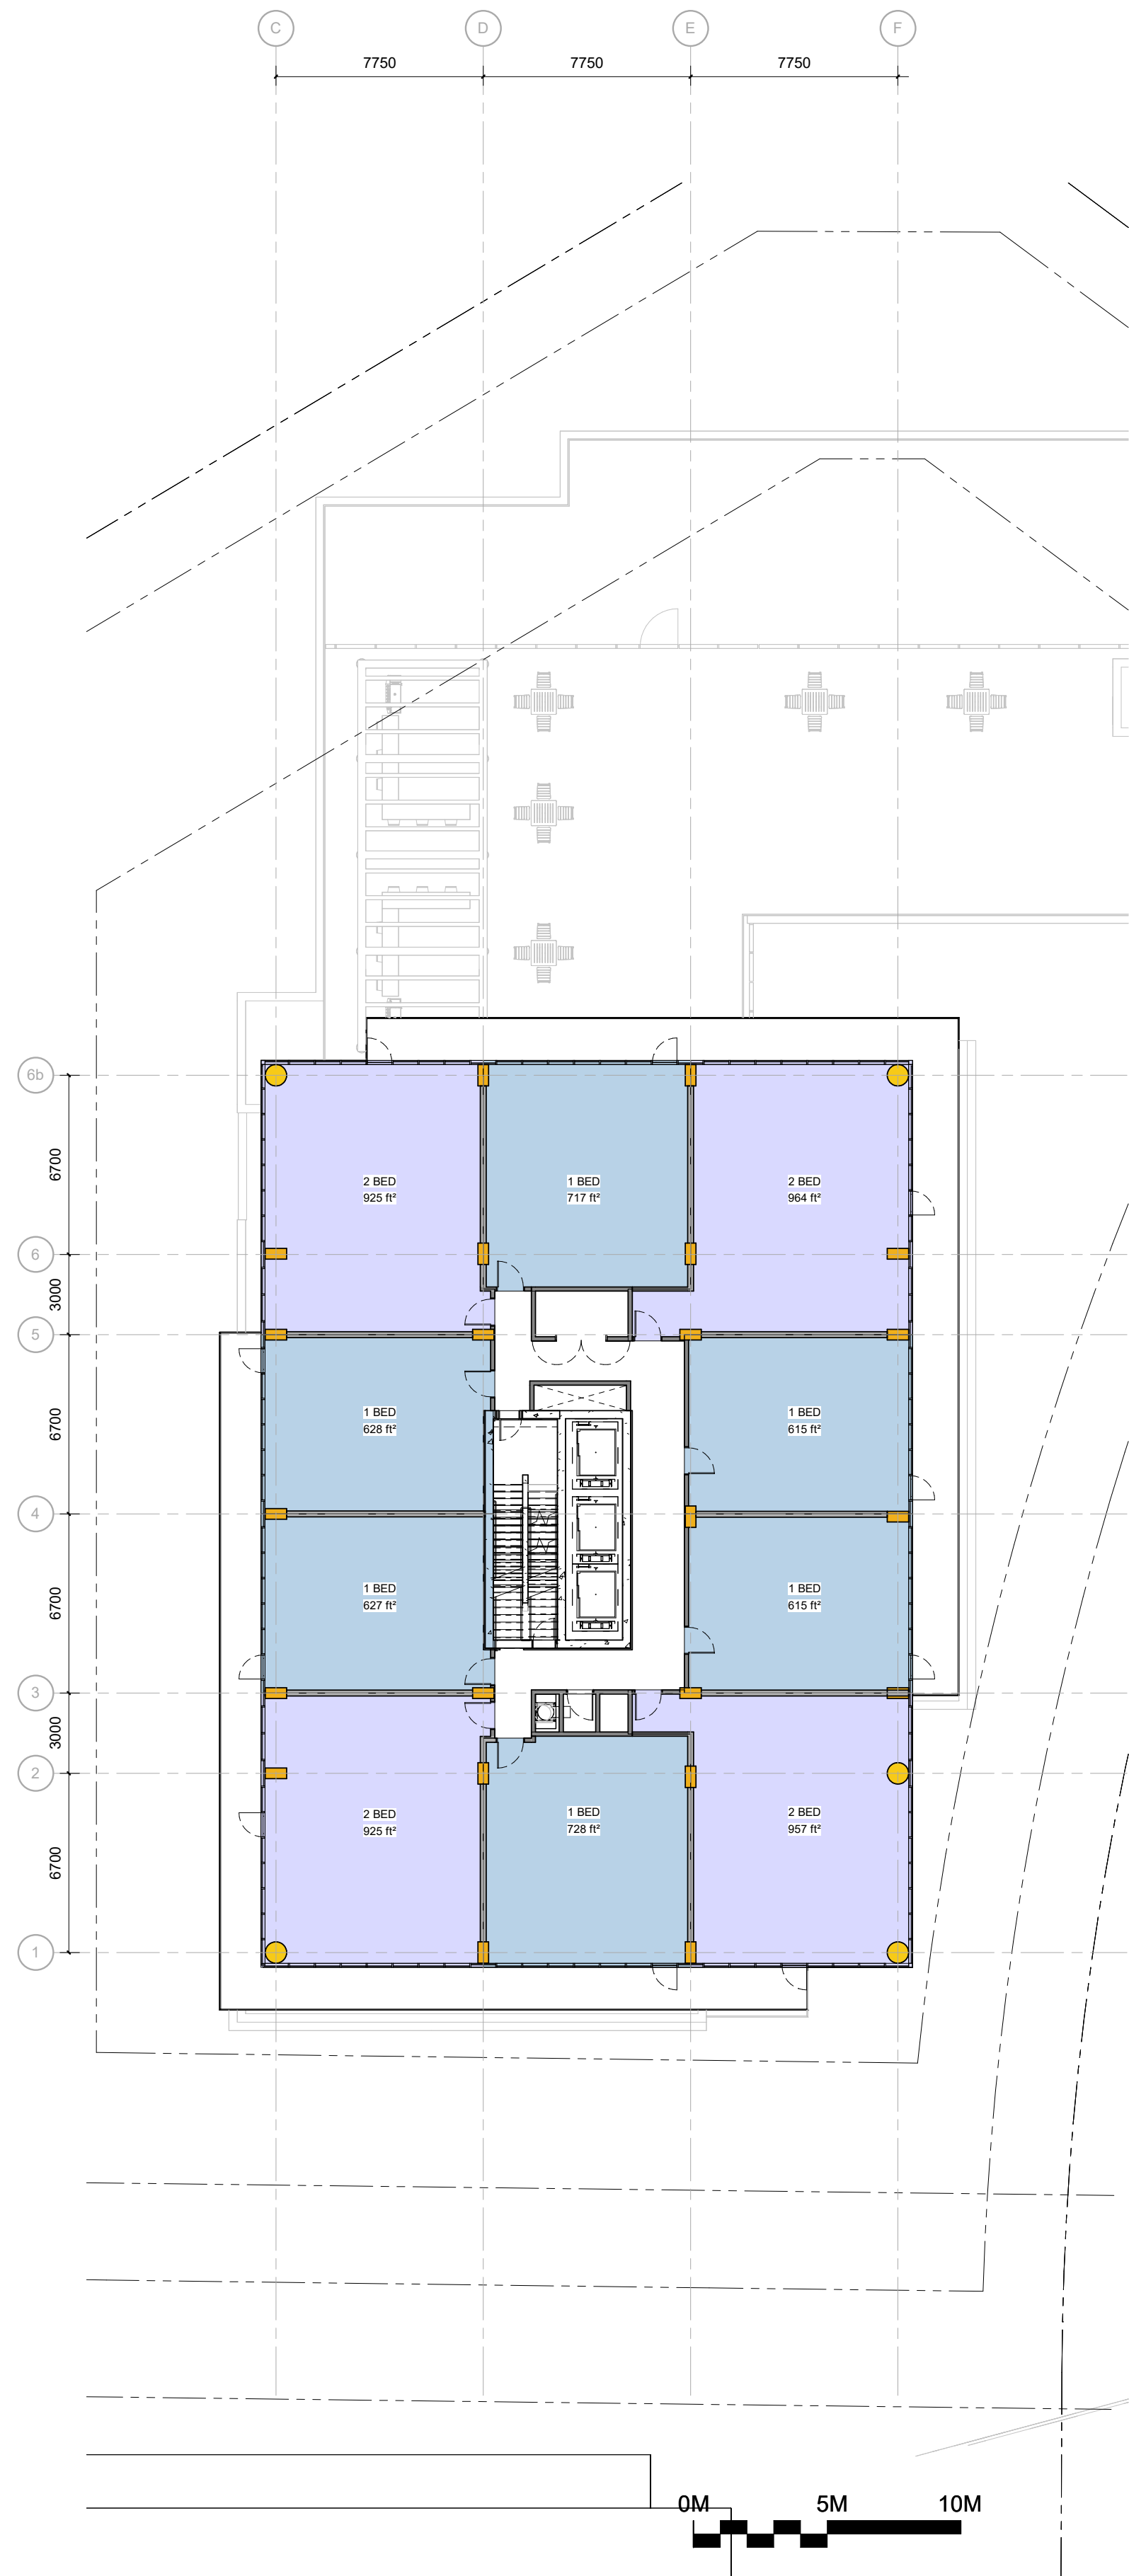 C D E F
7750 7750 7750
6b
6700
2 BED 1 BED 2 BED
925 ft² 717 ft² 964 ft²
6
3000
5
6700
1 BED 1 BED
628 ft² 615 ft²
4
6700
1 BED 1 BED
627 ft² 615 ft²
3
3000
2
6700
2 BED 1 BED 2 BED
925 ft² 728 ft² 957 ft²
1
0M 5M 10M